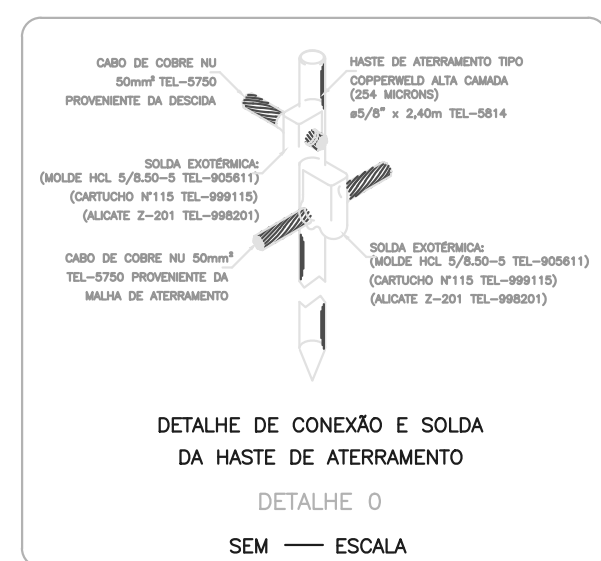 CABO DE COBRE NU
50mm² TEL-5750
PROVENIENTE DA DESCIDA
HASTE DE ATERRAMENTO TIPO
COPPERWELD ALTA CAMADA
(254 MICRONS)
ø5/8" x 2,40m TEL-5814
SOLDA EXOTÉRMICA:
(MOLDE HCL 5/8.50-5 TEL-905611)
(CARTUCHO N°115 TEL-999115)
(ALICATE Z-201 TEL-998201)
CABO DE COBRE NU 50mm²
TEL-5750 PROVENIENTE DA
MALHA DE ATERRAMENTO
SOLDA EXOTÉRMICA:
(MOLDE HCL 5/8.50-5 TEL-905611)
(CARTUCHO N°115 TEL-999115)
(ALICATE Z-201 TEL-998201)
DETALHE DE CONEXÃO E SOLDA
DA HASTE DE ATERRAMENTO
DETALHE O
SEM — ESCALA